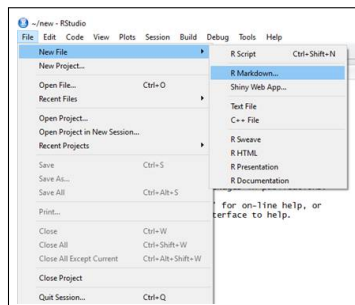 ~/new - RStudio
File Edit Code View Plots Session Build Debug Tools Help
New File
New Project...
Open File... Ctrl+O
Recent Files
Open Project...
Open Project in New Session...
Recent Projects
Save Ctrl+S
Save As...
Save All Ctrl+Alt+S
Print...
Close Ctrl+W
Close All Ctrl+Shift+W
Close All Except Current Ctrl+Alt+Shift+W
Close Project
Quit Session... Ctrl+Q
R Script Ctrl+Shift+N
R Markdown...
Shiny Web App...
Text File
C++ File
R Sweave
R HTML
R Presentation
R Documentation
' for on-line help, or
terface to help.